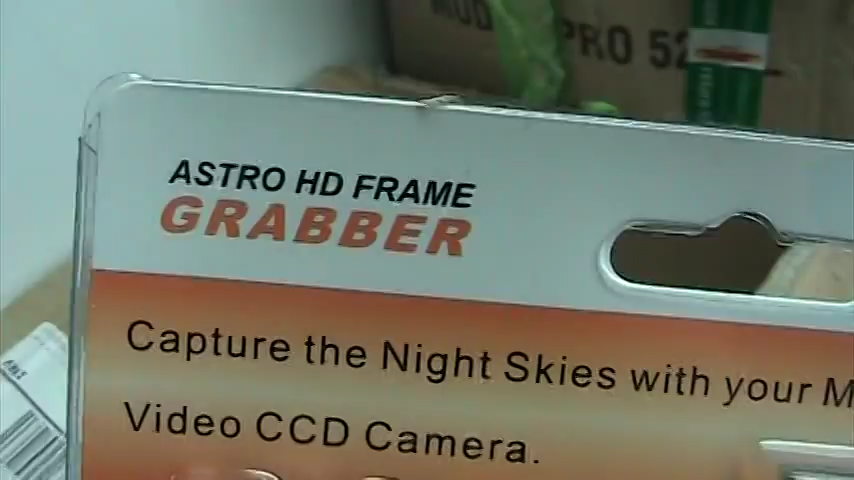 PRO 52
ASTRO HD FRAME
GRABBER
Capture the Night Skies with your M
Video CCD Camera.